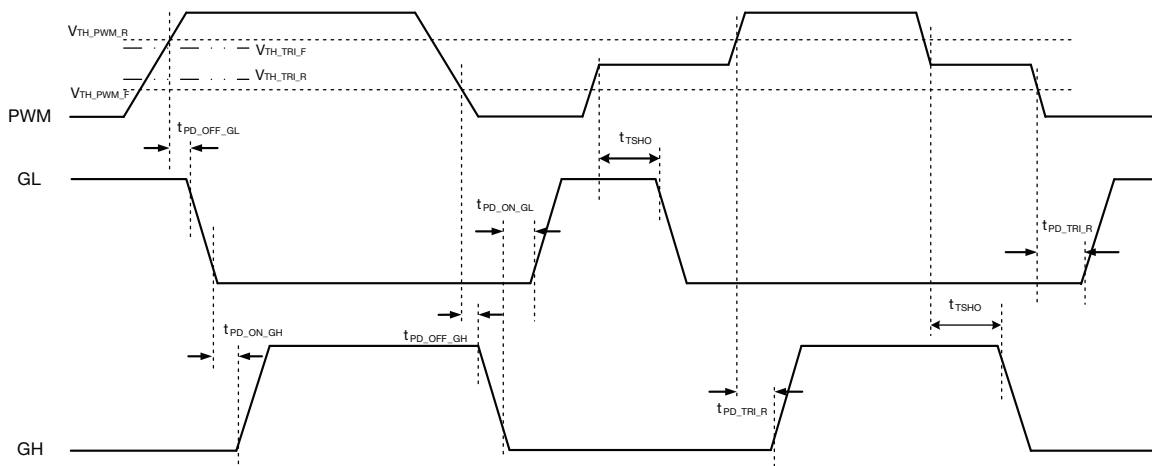 VTH_PWM_R
VTH_TRI_F
VTH_TRI_R
VTH_PWM_F
PWM
tPD_OFF_GL
tTSHO
GL
tPD_ON_GL
tPD_TRI_R
tTSHO
tPD_ON_GH
tPD_OFF_GH
tPD_TRI_R
GH